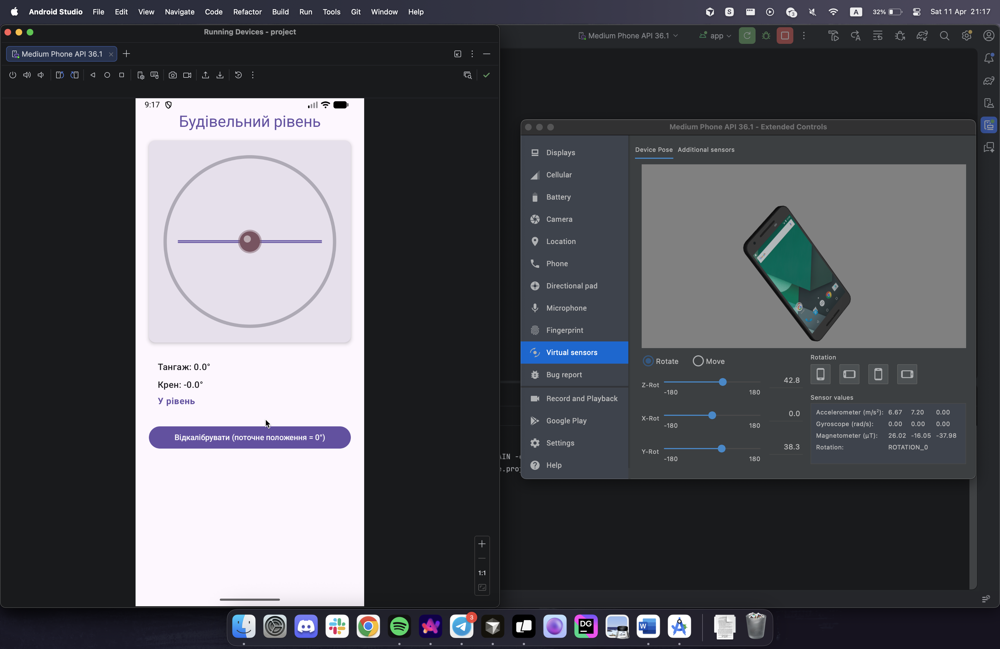 Android Studio File Edit View Navigate Code Refactor Build Run Tools Git Window Help
S 3 A 32% Sat 11 Apr 21:17
Running Devices - project
Medium Phone API 36.1
app
Medium Phone API 36.1
9:17
Будівельний рівень
Тангаж: 0.0°
Крен: -0.0°
У рівень
Відкалібрувати (поточне положення = 0°)
1:1
AIN -
e.pro
Medium Phone API 36.1 - Extended Controls
Displays
Cellular
Battery
Camera
Location
Phone
Directional pad
Microphone
Fingerprint
Virtual sensors
Bug report
Record and Playback
Google Play
Settings
Help
Device Pose Additional sensors
Rotate Move
Z-Rot 42.8
-180 180
X-Rot 0.0
-180 180
Y-Rot 38.3
-180 180
Rotation
Sensor values
Accelerometer (m/s²): 6.67 7.20 0.00
Gyroscope (rad/s): 0.00 0.00 0.00
Magnetometer (μT): 26.02 -16.05 -37.98
Rotation: ROTATION_0
3
DG
W
PDF